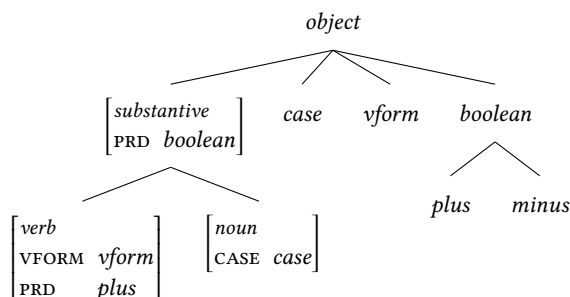 object
substantive
PRD boolean
case
vform
boolean
plus
minus
verb
VFORM vform
PRD plus
noun
CASE case